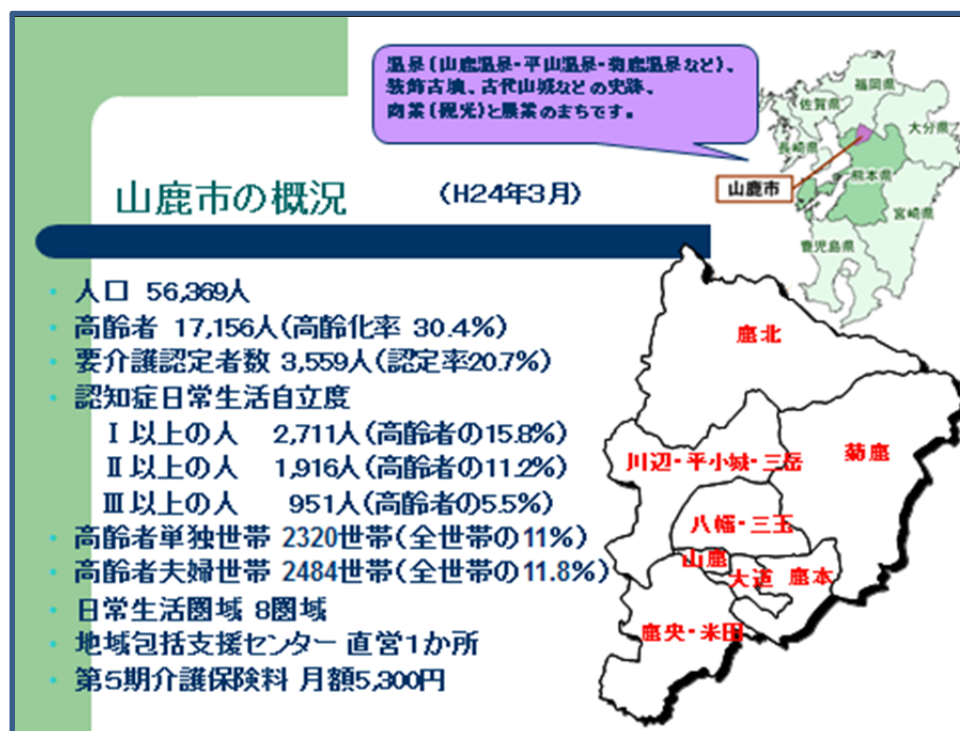 温泉(山鹿温泉・平山温泉・菊鹿温泉など)、
装飾古墳、古代山城などの史跡、
商業(観光)と農業のまちです。
福岡県
佐賀県
大分県
長崎県
熊本県
山鹿市
宮崎県
鹿児島県
山鹿市の概況 (H24年3月)
・人口 56,369人
・高齢者 17,156人(高齢化率 30.4%)
・要介護認定者数 3,559人(認定率20.7%)
・認知症日常生活自立度
Ⅰ以上の人 2,711人(高齢者の15.8%)
Ⅱ以上の人 1,916人(高齢者の11.2%)
Ⅲ以上の人 951人(高齢者の5.5%)
・高齢者単独世帯 2320世帯(全世帯の11%)
・高齢者夫婦世帯 2484世帯(全世帯の11.8%)
・日常生活圏域 8圏域
・地域包括支援センター 直営1か所
・第5期介護保険料 月額5,300円
鹿北
川辺・平小城・三岳
菊鹿
八幡・三玉
山鹿
大道
鹿本
鹿央・米田